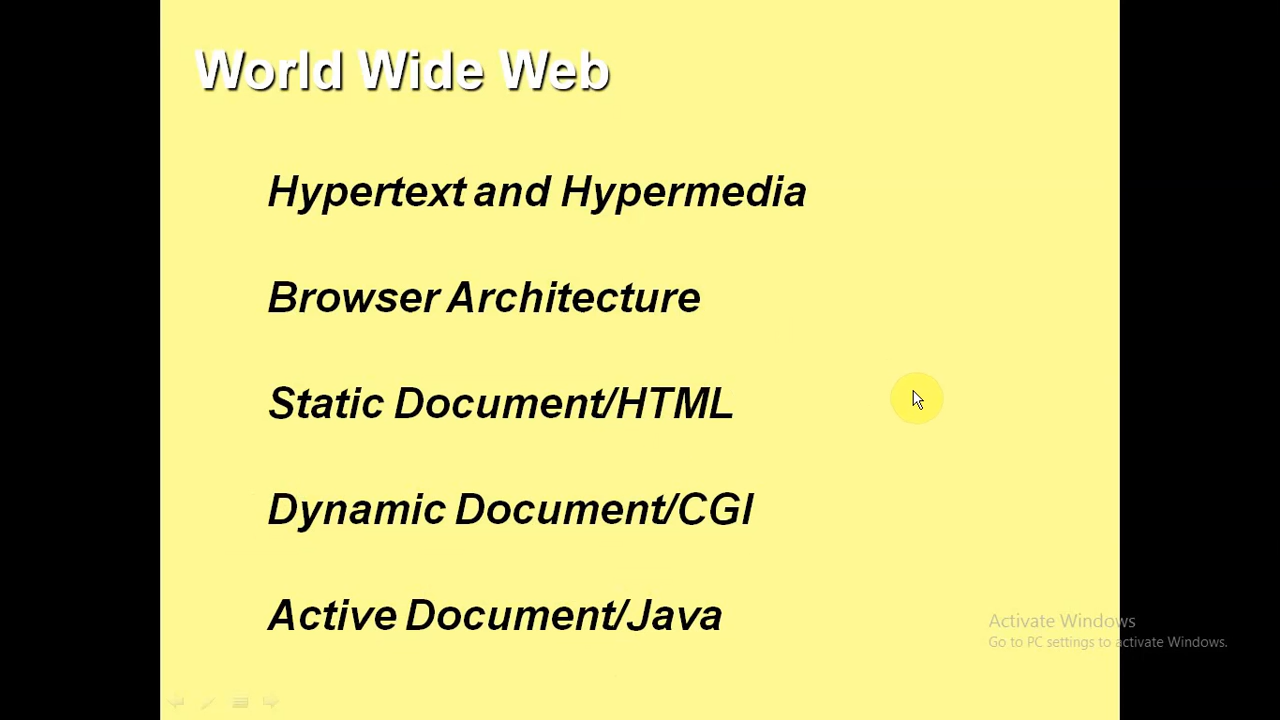 World Wide Web
Hypertext and Hypermedia
Browser Architecture
Static Document/HTML
Dynamic Document/CGI
Active Document/Java
Activate Windows
Go to PC settings to activate Windows.